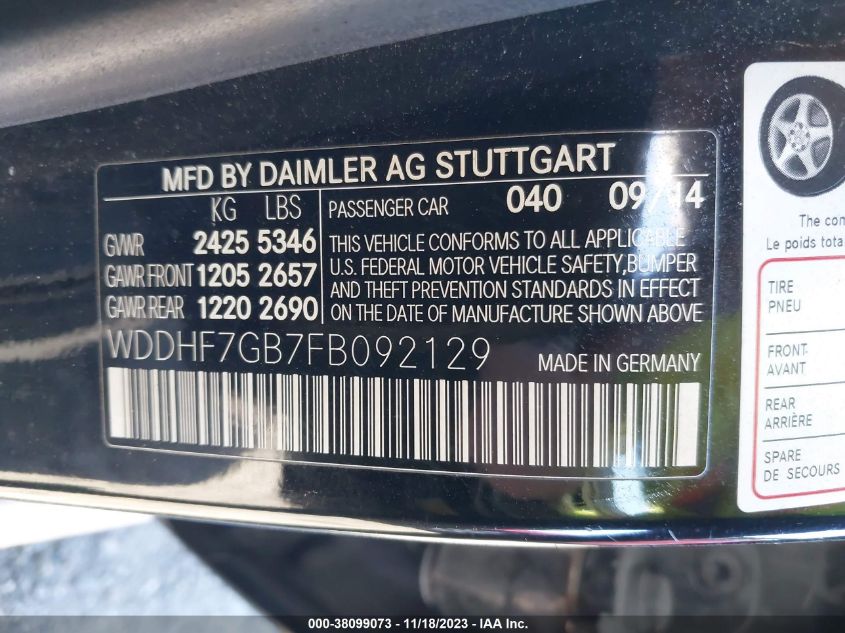 MFD BY DAIMLER AG STUTTGART
KG LBS
GVWR 2425 5346
GAWR FRONT 1205 2657
GAWR REAR 1220 2690
PASSENGER CAR 040 09/14
THIS VEHICLE CONFORMS TO ALL APPLICABLE
U.S. FEDERAL MOTOR VEHICLE SAFETY, BUMPER
AND THEFT PREVENTION STANDARDS IN EFFECT
ON THE DATE OF MANUFACTURE SHOWN ABOVE
WDDHF7GB7FB092129 MADE IN GERMANY
The com
Le poids tota
TIRE
PNEU
FRONT
AVANT
REAR
ARRIÈRE
SPARE
DE SECOURS
000-38099073 - 11/18/2023 - IAA Inc.